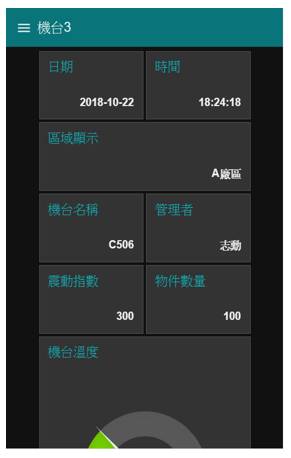 機台3
日期
時間
2018-10-22
18:24:18
區域顯示
A廠區
機台名稱
管理者
C506
志勳
震動指數
物件數量
300
100
機台溫度